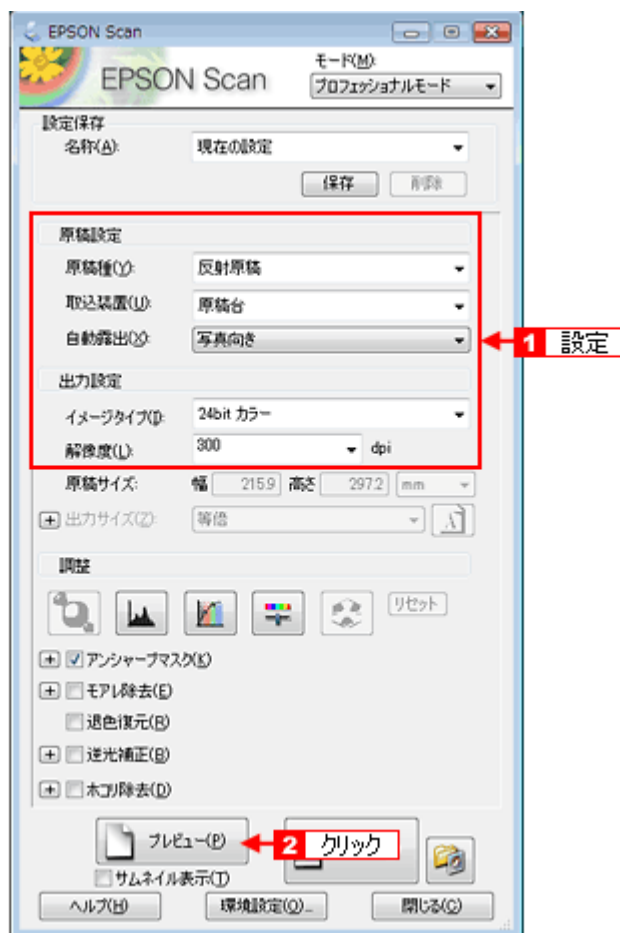 EPSON Scan
EPSON Scan
モード(M):
プロフェッショナルモード
設定保存
名称(A): 現在の設定
保存 削除
原稿設定
原稿種(Y): 反射原稿
取込装置(U): 原稿台
自動露出(X): 写真向き
1 設定
出力設定
イメージタイプ(I): 24bit カラー
解像度(L): 300 dpi
原稿サイズ: 幅 215.9 高さ 297.2 mm
出力サイズ(Z): 等倍
調整
リセット
アンシャープマスク(K)
モアレ除去(E)
退色復元(R)
逆光補正(B)
ホコリ除去(D)
プレビュー(P) 2 クリック
サムネイル表示(T)
ヘルプ(H) 環境設定(O)... 閉じる(C)